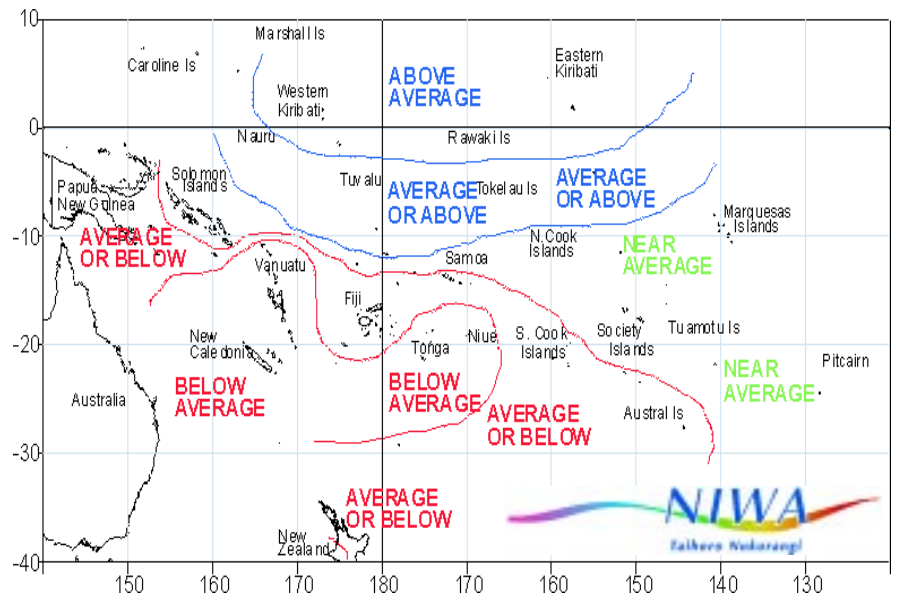 10
Marshall Is
Caroline Is
Eastern
Kiribati
ABOVE
AVERAGE
Western
Kiribati
0
Nauru
Rawaki Is
Solomon
Islands
Tuvalu
Papua
New Guinea
AVERAGE
OR ABOVE
Tokelau Is
AVERAGE
OR ABOVE
Marquesas
Islands
-10
AVERAGE
OR BELOW
N.Cook
Islands
NEAR
AVERAGE
Vanuatu
Samoa
Fiji
-20
New
Caledonia
Tonga
Niue
S. Cook
Islands
Society
Islands
Tuamotu Is
Pitcairn
NEAR
AVERAGE
Australia
BELOW
AVERAGE
BELOW
AVERAGE
AVERAGE
OR BELOW
Austral Is
-30
AVERAGE
OR BELOW
NIWA
Taihoro Nukurangi
New
Zealand
-40
150 160 170 180 170 160 150 140 130